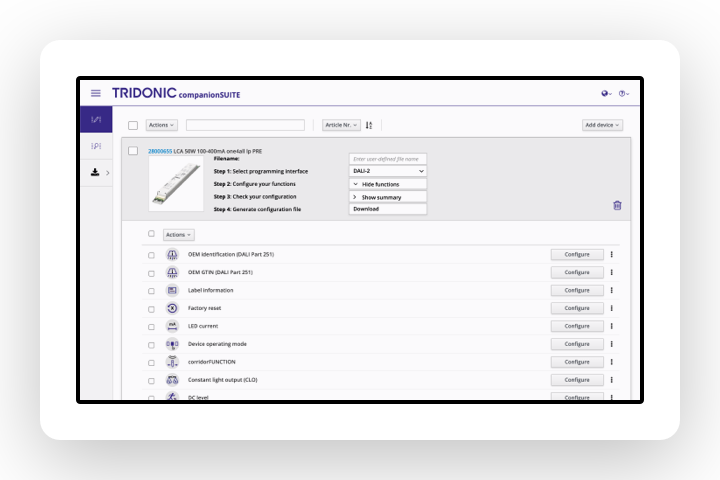 TRIDONIC companionSUITE
Actions
Article Nr.
Add device
28000655 LCA 50W 100-400mA one4all lp PRE
Filename: Enter user defined file name
Step 1: Select programming interface DALI-2
Step 2: Configure your functions Hide functions
Step 3: Check your configuration Show summary
Step 4: Generate configuration file Download
Actions
OEM Identification (DALI Part 251) Configure
OEM GTIN (DALI Part 251) Configure
Label information Configure
Factory reset Configure
mA LED current Configure
Device operating mode Configure
corridorFUNCTION Configure
Constant light output (CLO) Configure
DC level Configure